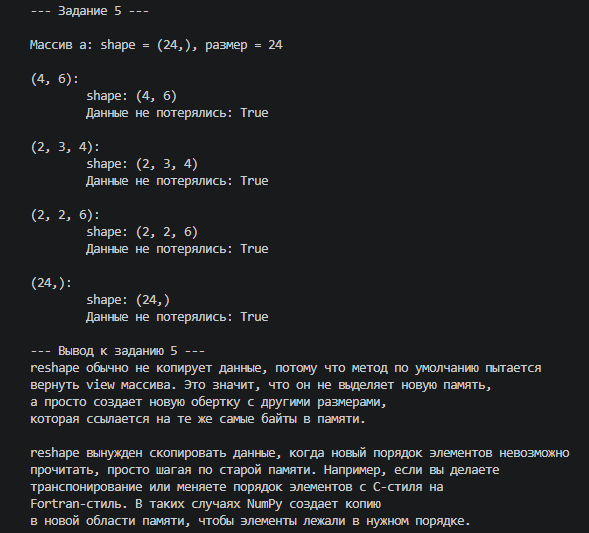 --- Задание 5 ---
Массив a: shape = (24,), размер = 24
(4, 6):
shape: (4, 6)
Данные не потерялись: True
(2, 3, 4):
shape: (2, 3, 4)
Данные не потерялись: True
(2, 2, 6):
shape: (2, 2, 6)
Данные не потерялись: True
(24,):
shape: (24,)
Данные не потерялись: True
--- Вывод к заданию 5 ---
reshape обычно не копирует данные, потому что метод по умолчанию пытается
вернуть view массива. Это значит, что он не выделяет новую память,
а просто создает новую обертку с другими размерами,
которая ссылается на те же самые байты в памяти.
reshape вынужден скопировать данные, когда новый порядок элементов невозможно
прочитать, просто шагая по старой памяти. Например, если вы делаете
транспонирование или меняете порядок элементов с C-стиля на
Fortran-стиль. В таких случаях NumPy создает копию
в новой области памяти, чтобы элементы лежали в нужном порядке.